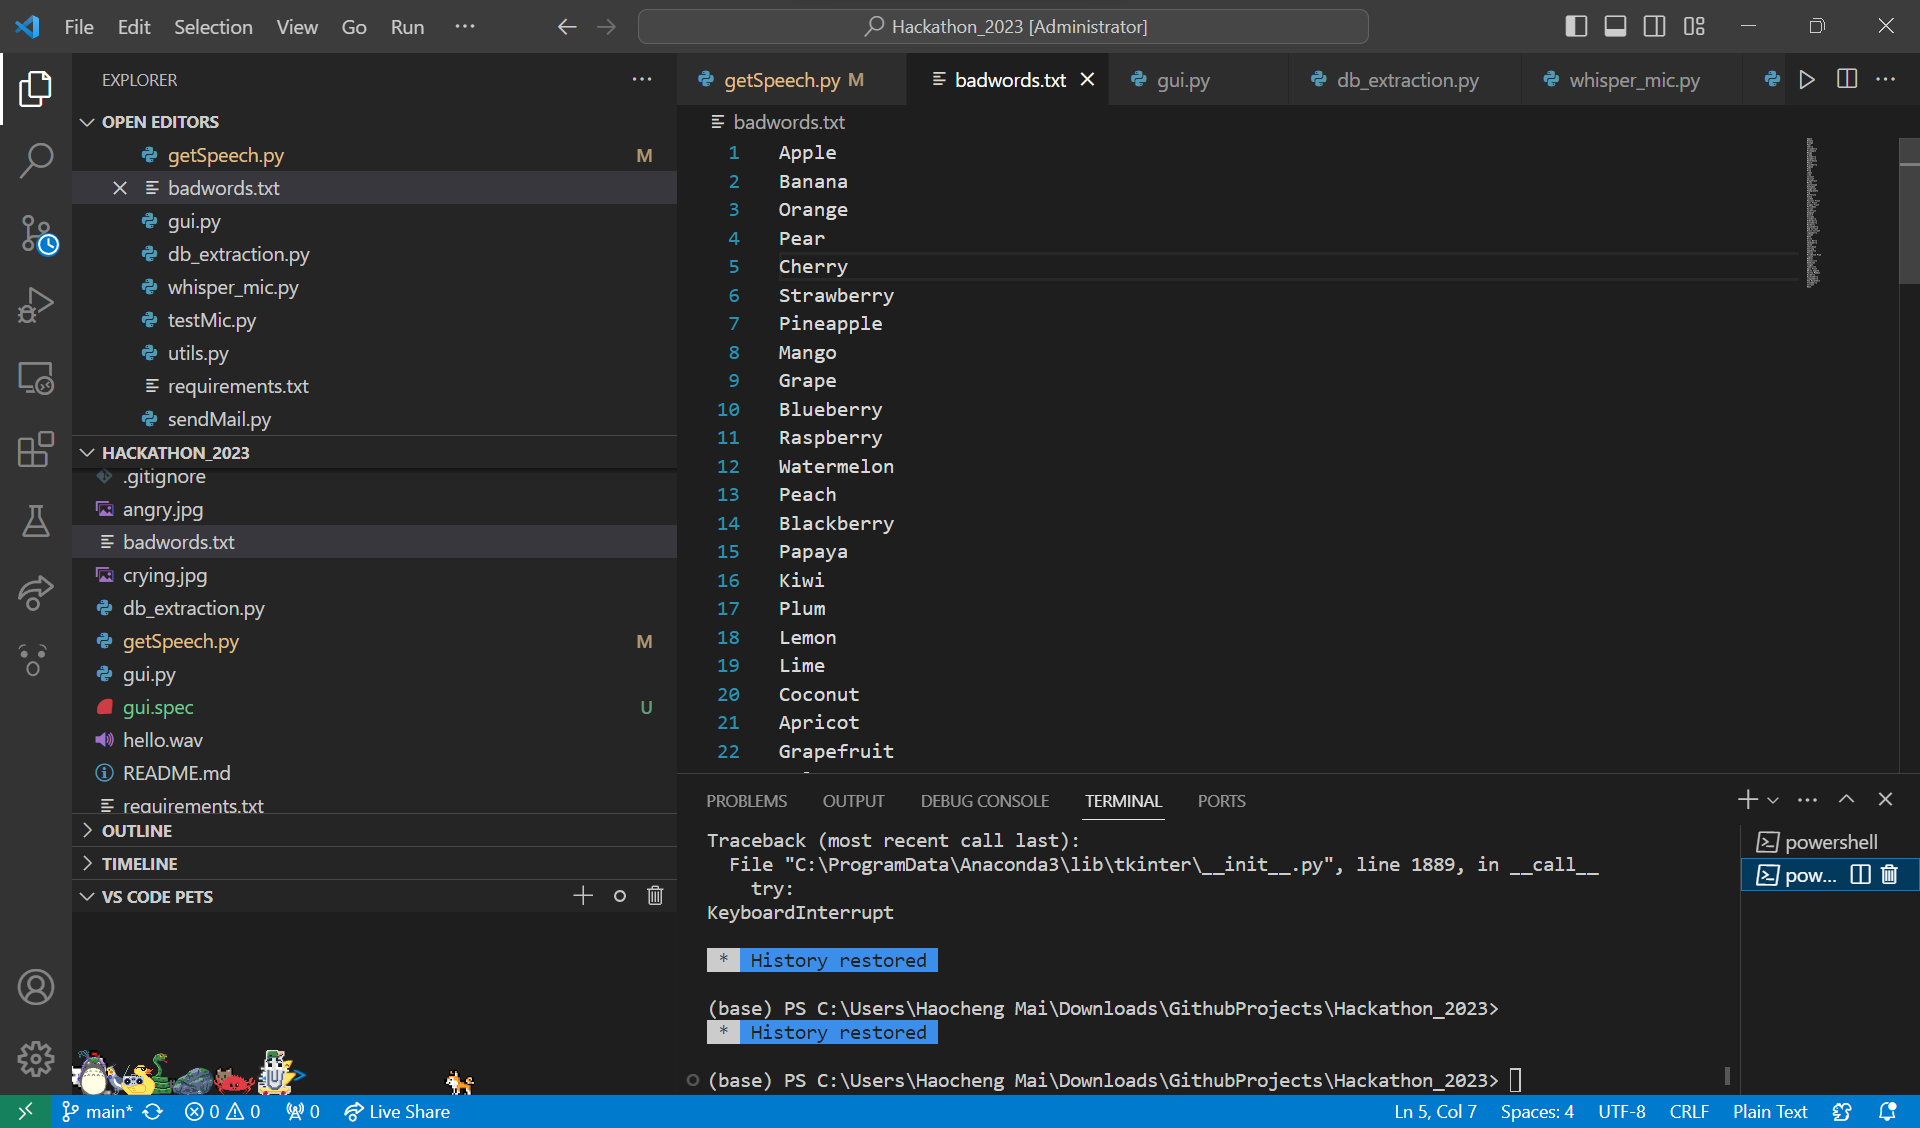 File Edit Selection View Go Run ···
Hackathon_2023 [Administrator]
EXPLORER
OPEN EDITORS
getSpeech.py M
badwords.txt
gui.py
db_extraction.py
whisper_mic.py
testMic.py
utils.py
requirements.txt
sendMail.py
HACKATHON_2023
.gitignore
angry.jpg
badwords.txt
crying.jpg
db_extraction.py
getSpeech.py M
gui.py
gui.spec U
hello.wav
README.md
requirements.txt
OUTLINE
TIMELINE
VS CODE PETS
getSpeech.py M badwords.txt gui.py db_extraction.py whisper_mic.py
badwords.txt
1 Apple
2 Banana
3 Orange
4 Pear
5 Cherry
6 Strawberry
7 Pineapple
8 Mango
9 Grape
10 Blueberry
11 Raspberry
12 Watermelon
13 Peach
14 Blackberry
15 Papaya
16 Kiwi
17 Plum
18 Lemon
19 Lime
20 Coconut
21 Apricot
22 Grapefruit
PROBLEMS OUTPUT DEBUG CONSOLE TERMINAL PORTS
Traceback (most recent call last):
File "C:\ProgramData\Anaconda3\lib\tkinter\__init__.py", line 1889, in __call__
try:
KeyboardInterrupt
* History restored
(base) PS C:\Users\Haocheng Mai\Downloads\GithubProjects\Hackathon_2023>
* History restored
(base) PS C:\Users\Haocheng Mai\Downloads\GithubProjects\Hackathon_2023>
powershell
pow...
main* 0 0 0 Live Share
Ln 5, Col 7 Spaces: 4 UTF-8 CRLF Plain Text